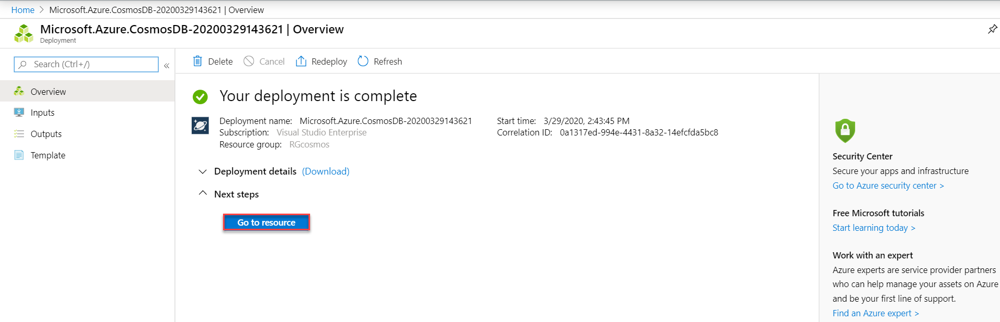 Home > Microsoft.Azure.CosmosDB-20200329143621 | Overview
Microsoft.Azure.CosmosDB-20200329143621 | Overview
Deployment
Search (Ctrl+/)
«
Overview
Inputs
Outputs
Template
Delete Cancel Redeploy Refresh
Your deployment is complete
Deployment name: Microsoft.Azure.CosmosDB-20200329143621
Subscription: Visual Studio Enterprise
Resource group: RGcosmos
Start time: 3/29/2020, 2:43:45 PM
Correlation ID: 0a1317ed-994e-4431-8a32-14efcfda5bc8
Deployment details (Download)
Next steps
Go to resource
Security Center
Secure your apps and infrastructure
Go to Azure security center >
Free Microsoft tutorials
Start learning today >
Work with an expert
Azure experts are service provider partners
who can help manage your assets on Azure
and be your first line of support.
Find an Azure expert >